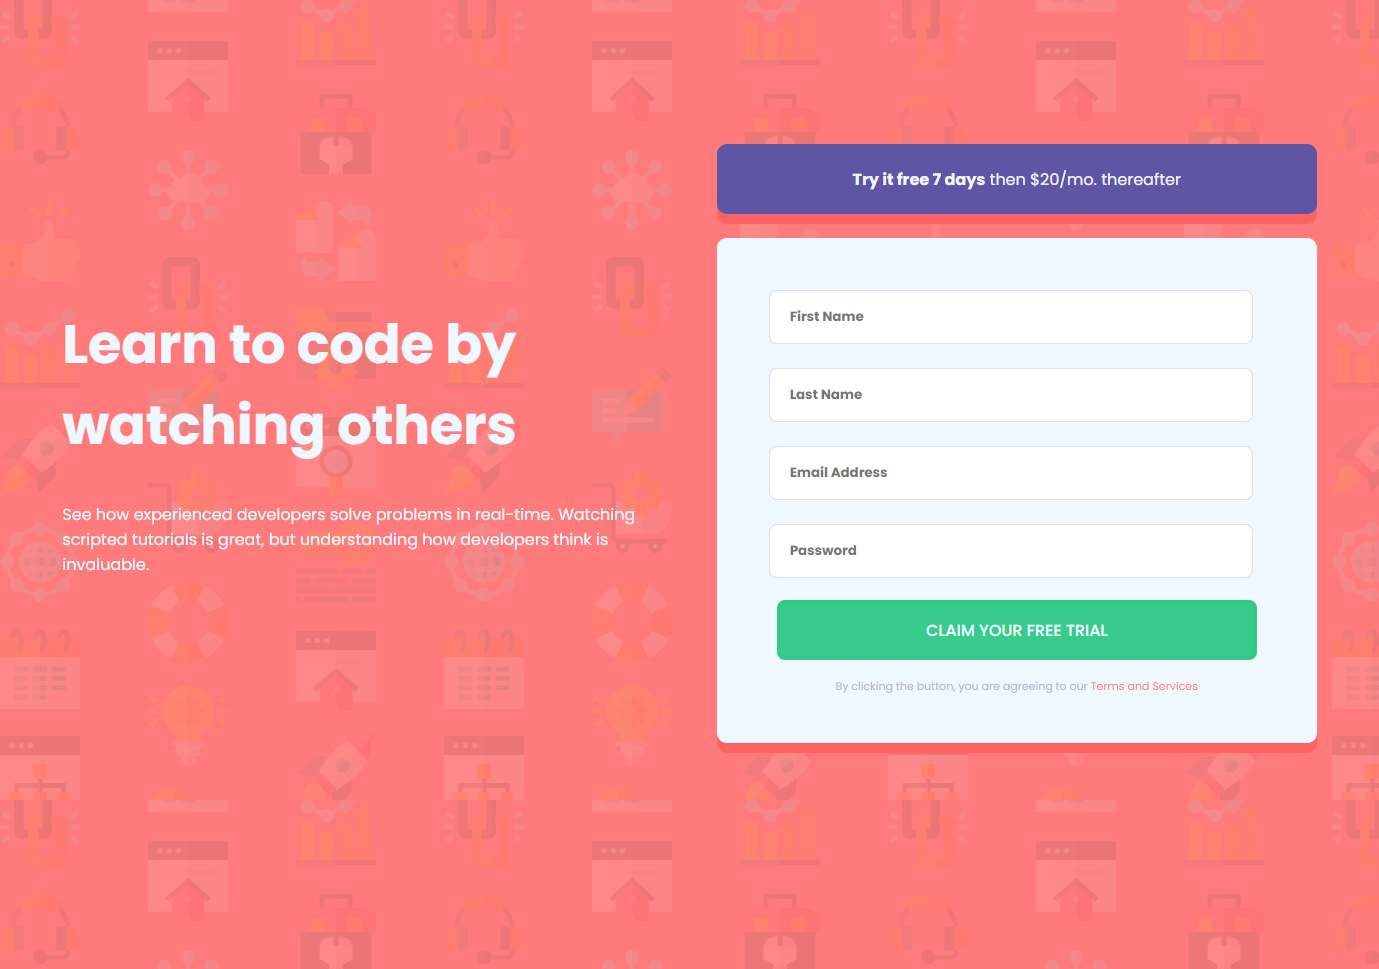 Learn to code by
watching others
See how experienced developers solve problems in real-time. Watching
scripted tutorials is great, but understanding how developers think is
invaluable.
Try it free 7 days then $20/mo. thereafter
First Name
Last Name
Email Address
Password
CLAIM YOUR FREE TRIAL
By clicking the button, you are agreeing to our Terms and Services